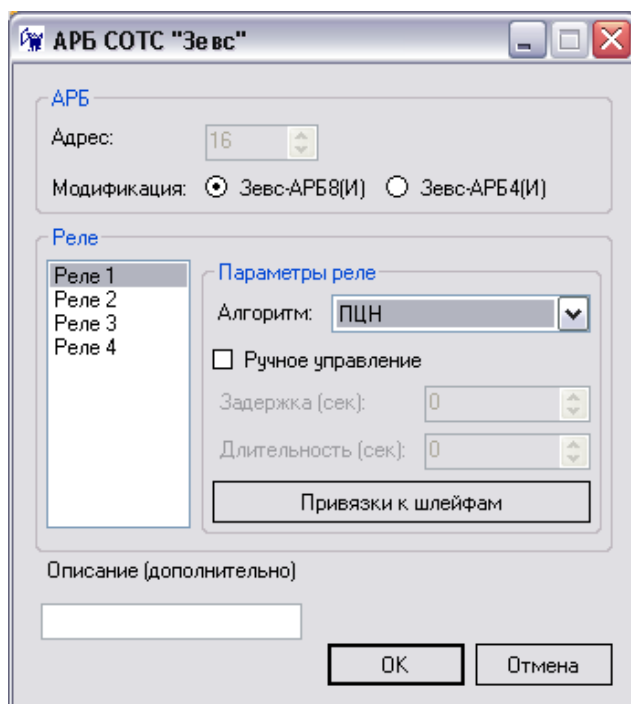 АРБ СОТС "Зевс"
АРБ
Адрес: 16
Модификация: Зевс-АРБ8(И) Зевс-АРБ4(И)
Реле
Реле 1
Реле 2
Реле 3
Реле 4
Параметры реле
Алгоритм: ПЦН
Ручное управление
Задержка (сек): 0
Длительность (сек): 0
Привязки к шлейфам
Описание (дополнительно)
OK Отмена